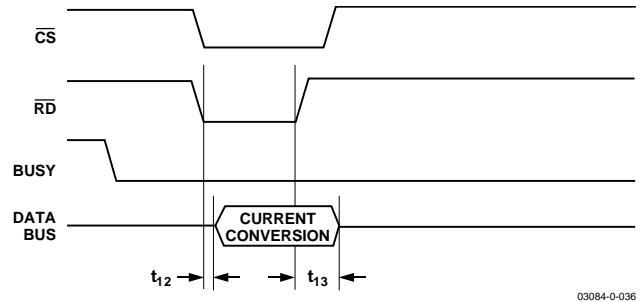 CS
RD
BUSY
DATA
BUS
CURRENT
CONVERSION
t12
t13
03084-0-036